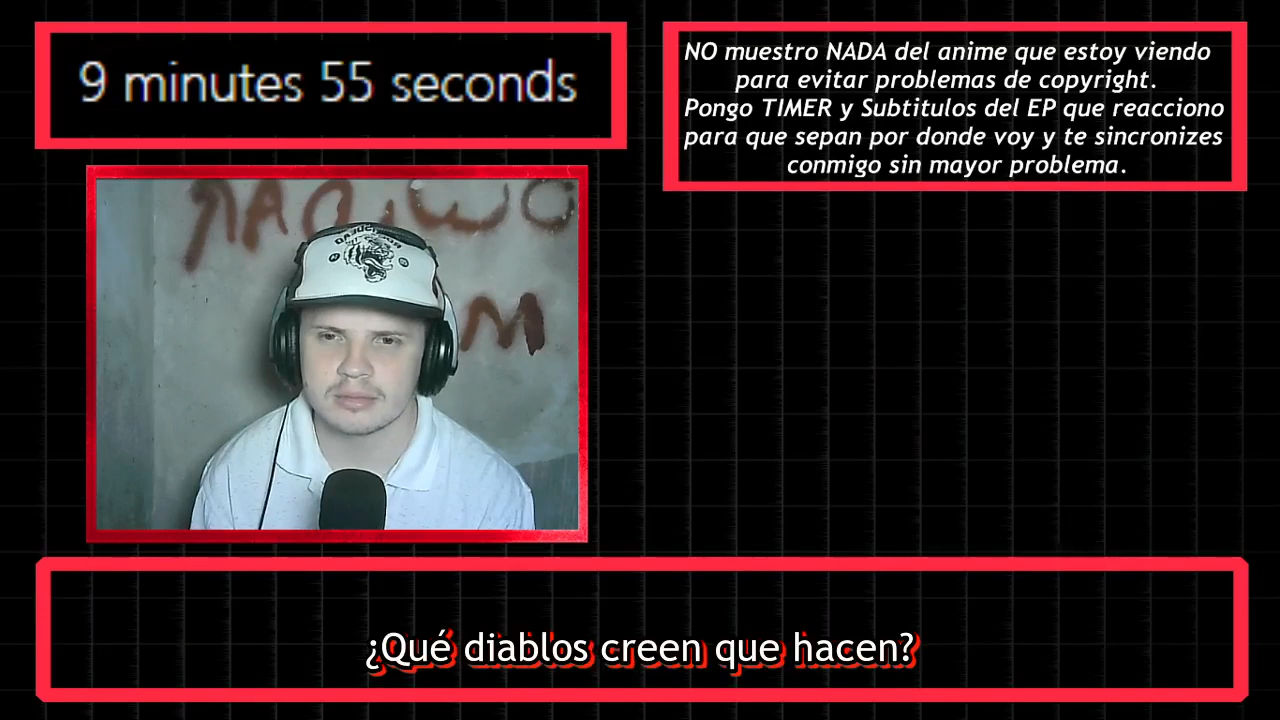 9 minutes 55 seconds
NO muestro NADA del anime que estoy viendo
para evitar problemas de copyright.
Pongo TIMER y Subtitulos del EP que reacciono
para que sepan por donde voy y te sincronizes
conmigo sin mayor problema.
¿Qué diablos creen que hacen?